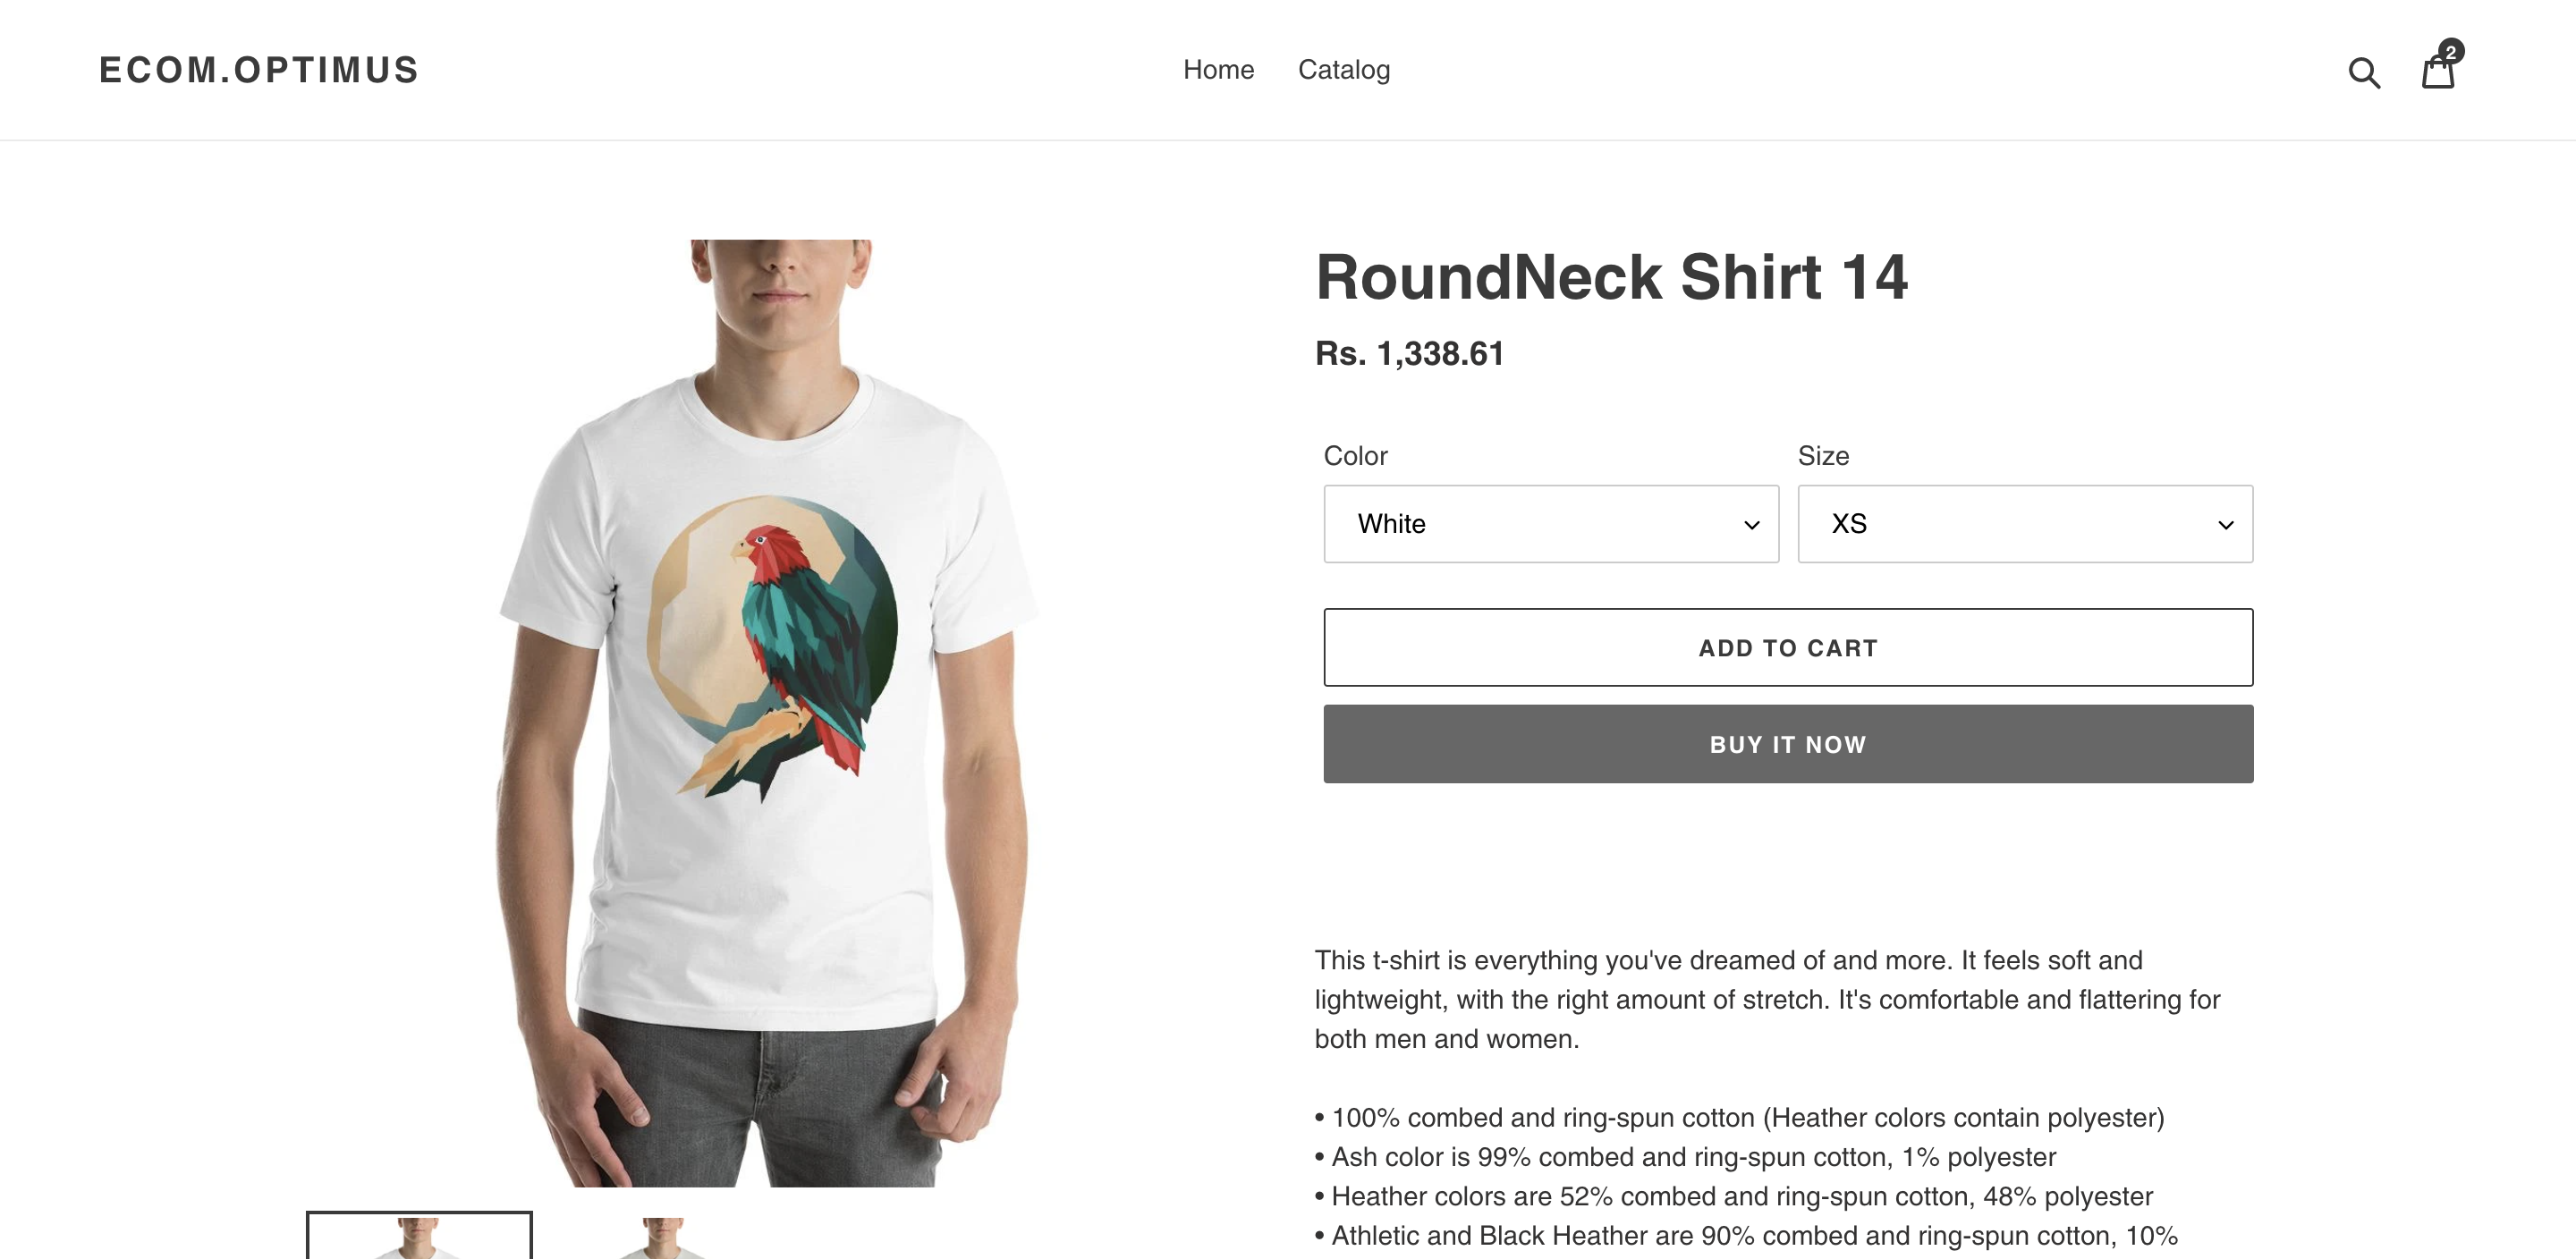 ECOM.OPTIMUS
Home
Catalog
2
RoundNeck Shirt 14
Rs. 1,338.61
Color
Size
White
XS
ADD TO CART
BUY IT NOW
This t-shirt is everything you've dreamed of and more. It feels soft and
lightweight, with the right amount of stretch. It's comfortable and flattering for
both men and women.
• 100% combed and ring-spun cotton (Heather colors contain polyester)
• Ash color is 99% combed and ring-spun cotton, 1% polyester
• Heather colors are 52% combed and ring-spun cotton, 48% polyester
• Athletic and Black Heather are 90% combed and ring-spun cotton, 10%